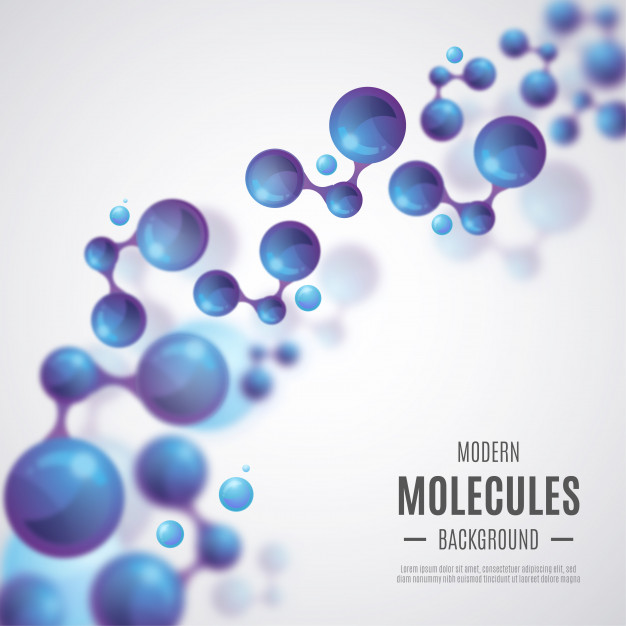 MODERN
MOLECULES
BACKGROUND
Lorem ipsum dolor sit amet, consectetur adipiscing elit, sed
diam nonummy nibh euismod tincidunt ut laoreet dolore magna